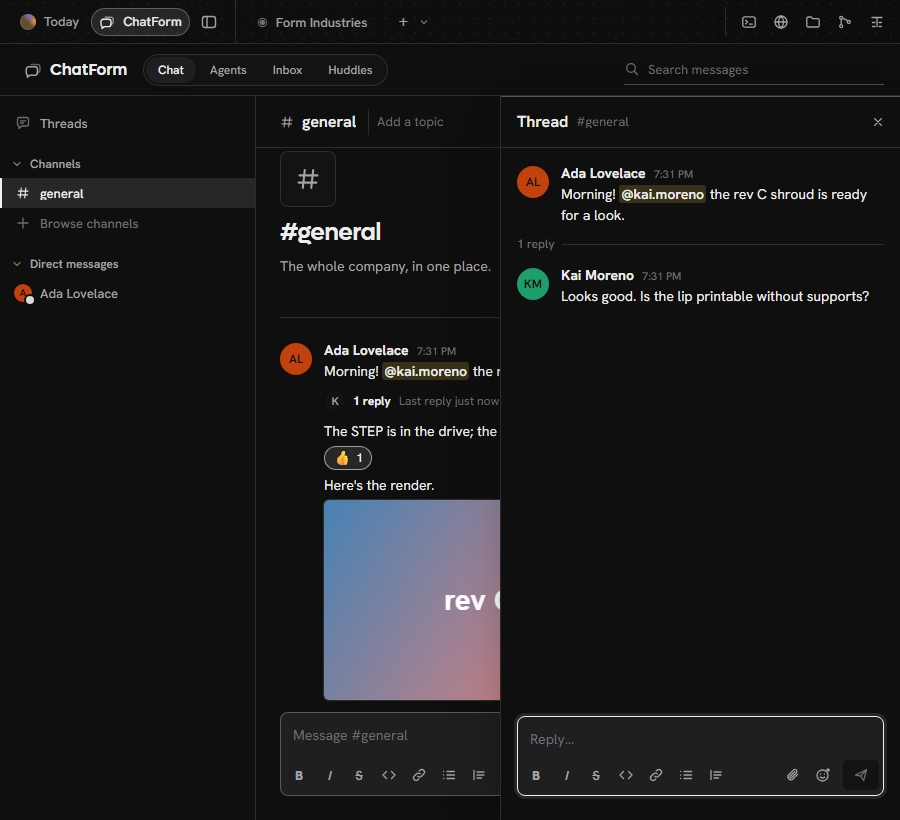 Today
ChatForm
Form Industries
ChatForm
Chat
Agents
Inbox
Huddles
Search messages
Threads
Channels
# general
Browse channels
Direct messages
A
Ada Lovelace
# general
Add a topic
#
#general
The whole company, in one place.
AL
Ada Lovelace 7:31 PM
Morning! @kai.moreno the
K 1 reply Last reply just now
The STEP is in the drive; the
👍 1
Here's the render.
rev
Message #general
B I S
Thread #general
AL
Ada Lovelace 7:31 PM
Morning! @kai.moreno the rev C shroud is ready
for a look.
1 reply
KM
Kai Moreno 7:31 PM
Looks good. Is the lip printable without supports?
Reply...
B I S